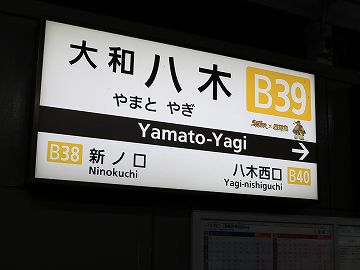 大和八木
やまと やぎ
B39
Yamato-Yagi
B38 新ノ口
Ninokuchi
八木西口 B40
Yagi-nishiguchi